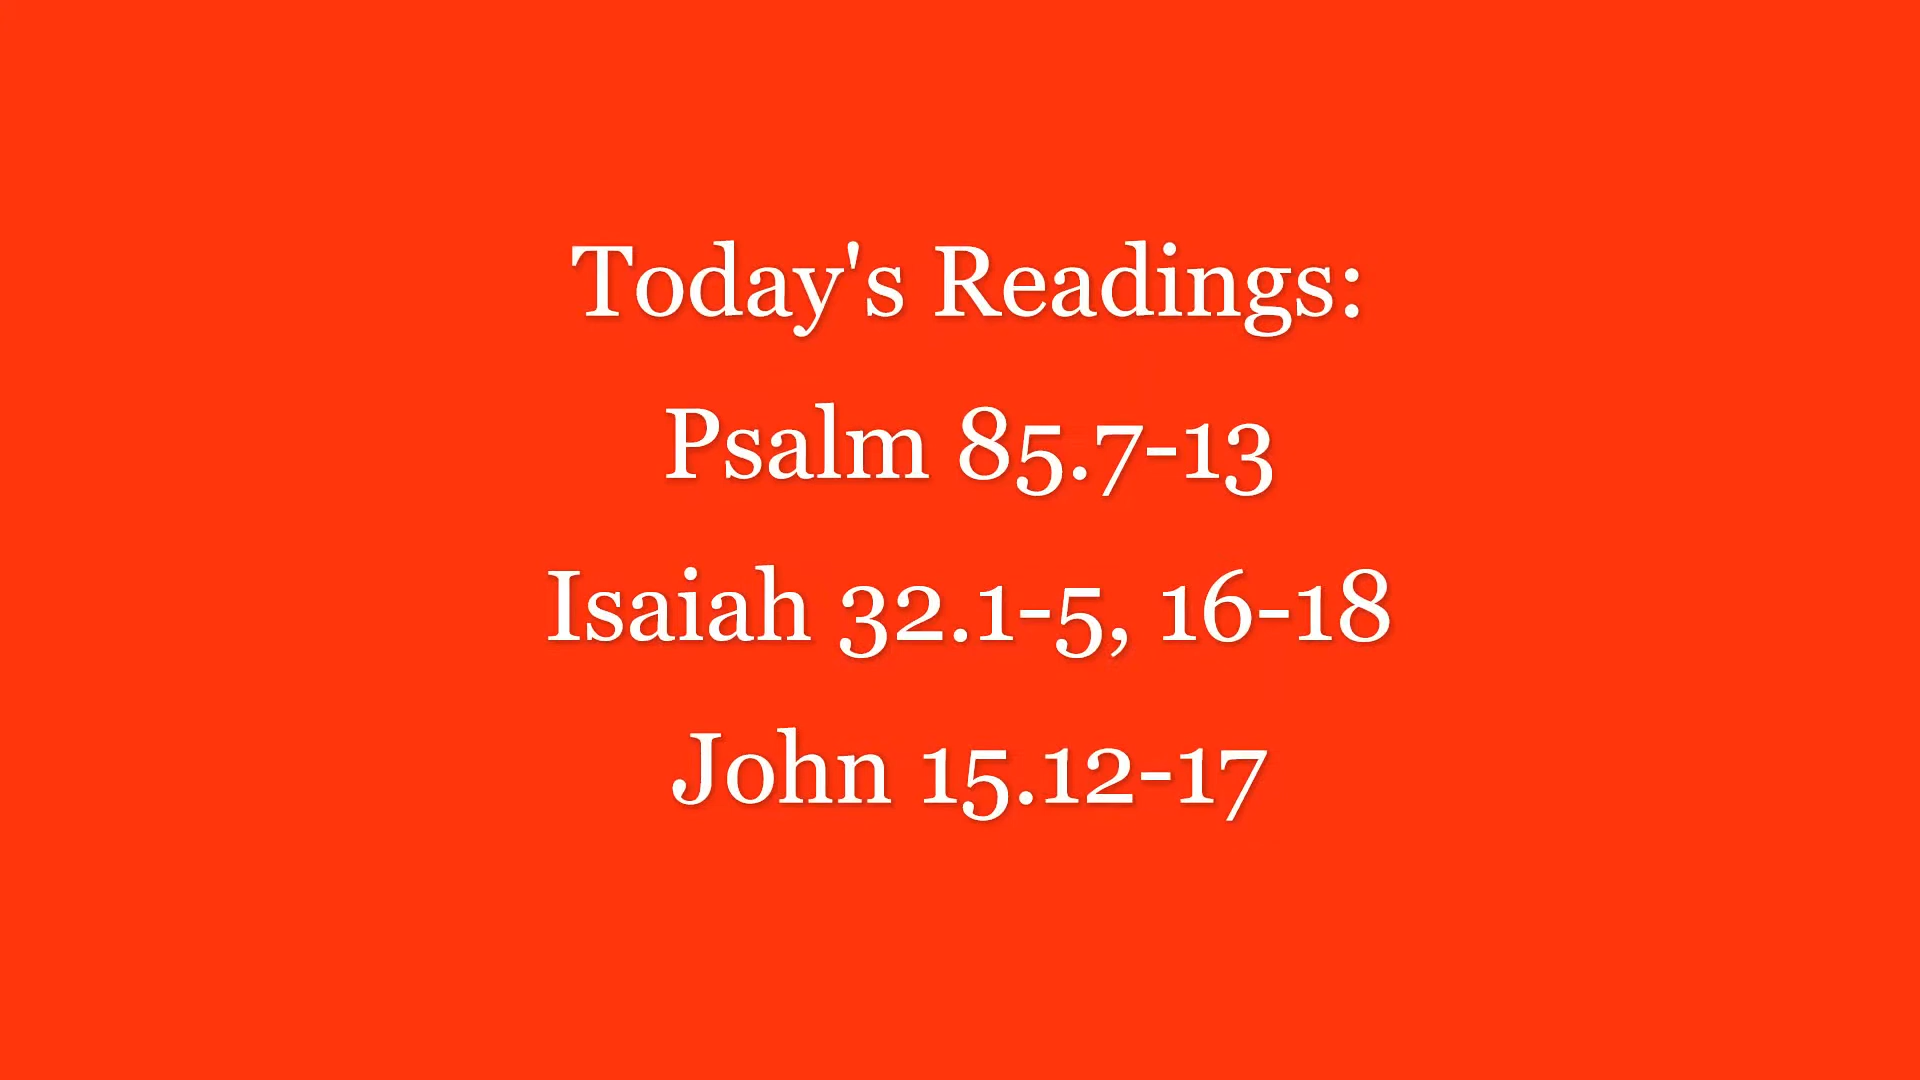 Today's Readings:
Psalm 85.7-13
Isaiah 32.1-5, 16-18
John 15.12-17